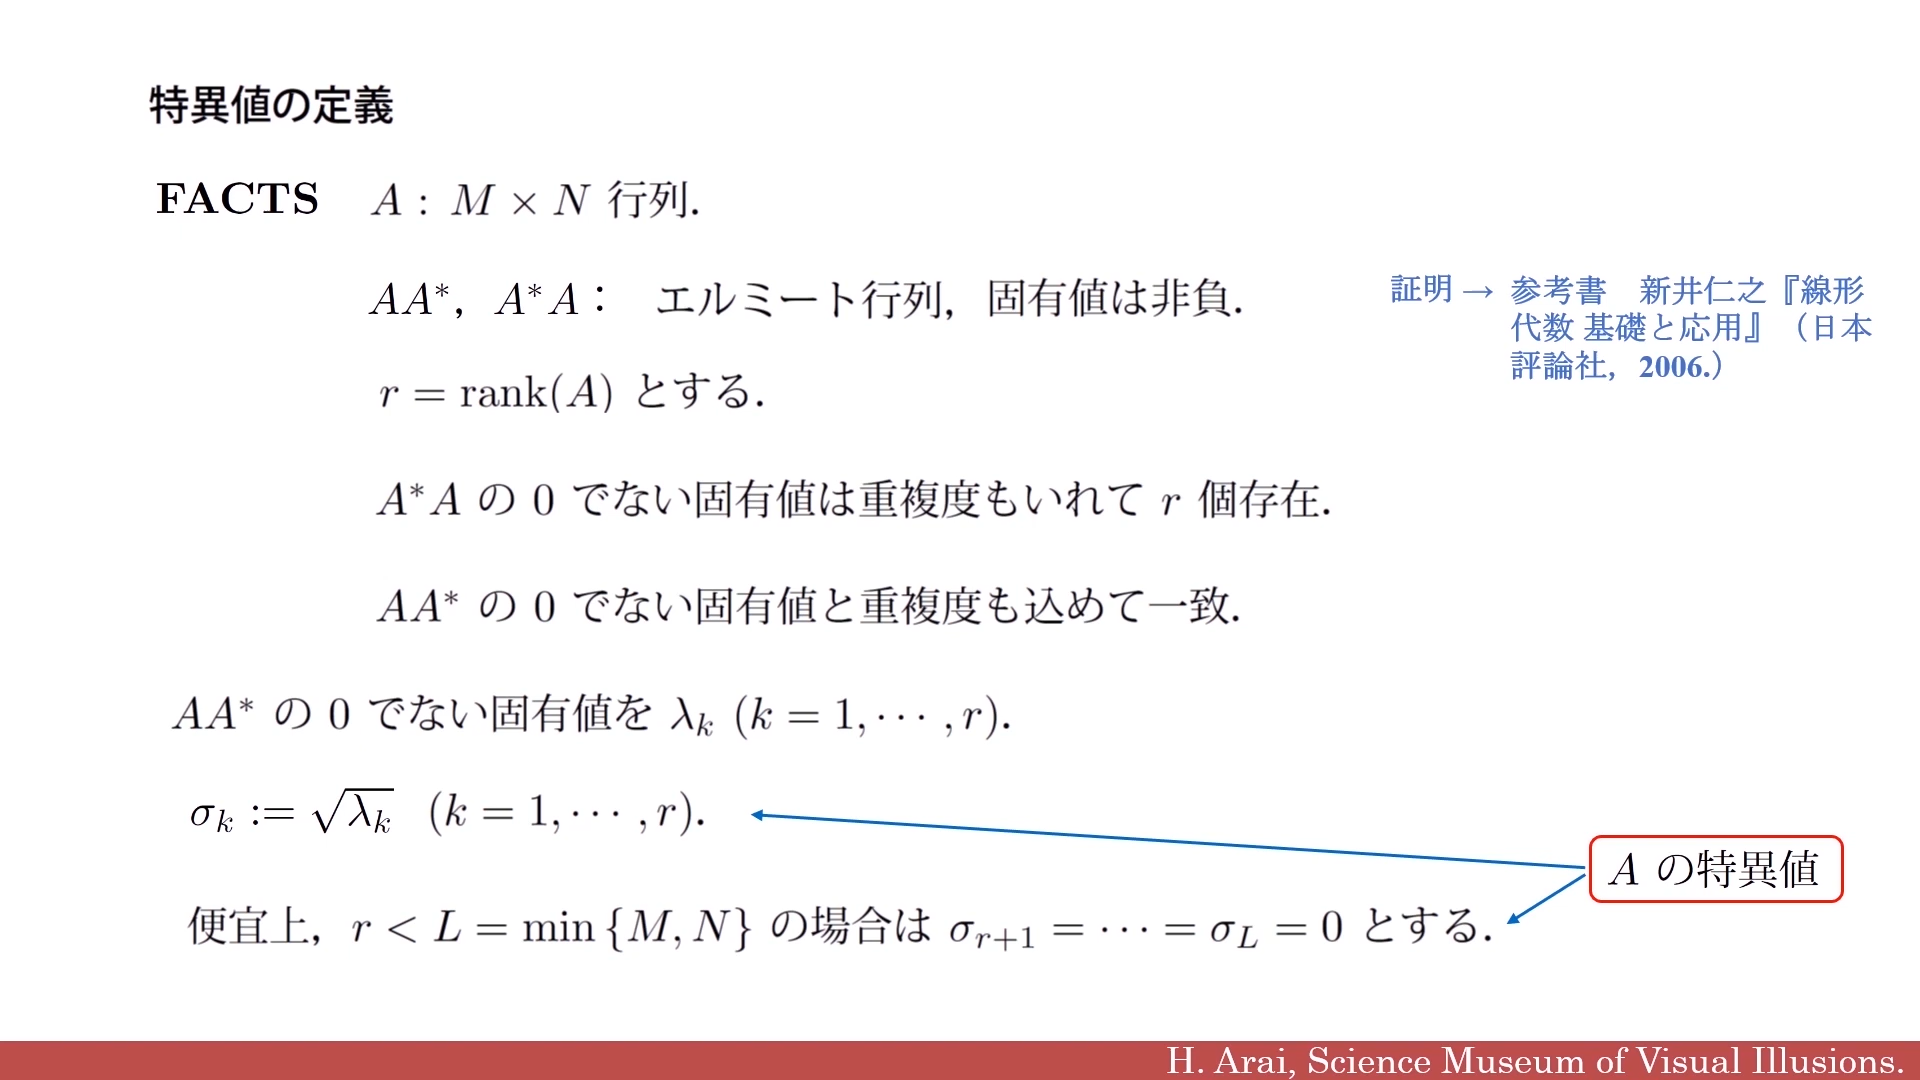 特異値の定義
FACTS A : M × N 行列.
AA*, A*A : エルミート行列, 固有値は非負.
証明 → 参考書 新井仁之『線形
代数 基礎と応用』（日本
評論社, 2006.）
r = rank(A) とする.
A*A の 0 でない固有値は重複度もいれて r 個存在.
AA* の 0 でない固有値と重複度も込めて一致.
AA* の 0 でない固有値を λ_k (k = 1, ··· , r).
σ_k := √λ_k (k = 1, ··· , r).
A の特異値
便宜上, r < L = min {M, N} の場合は σ_{r+1} = ··· = σ_L = 0 とする.
H. Arai, Science Museum of Visual Illusions.